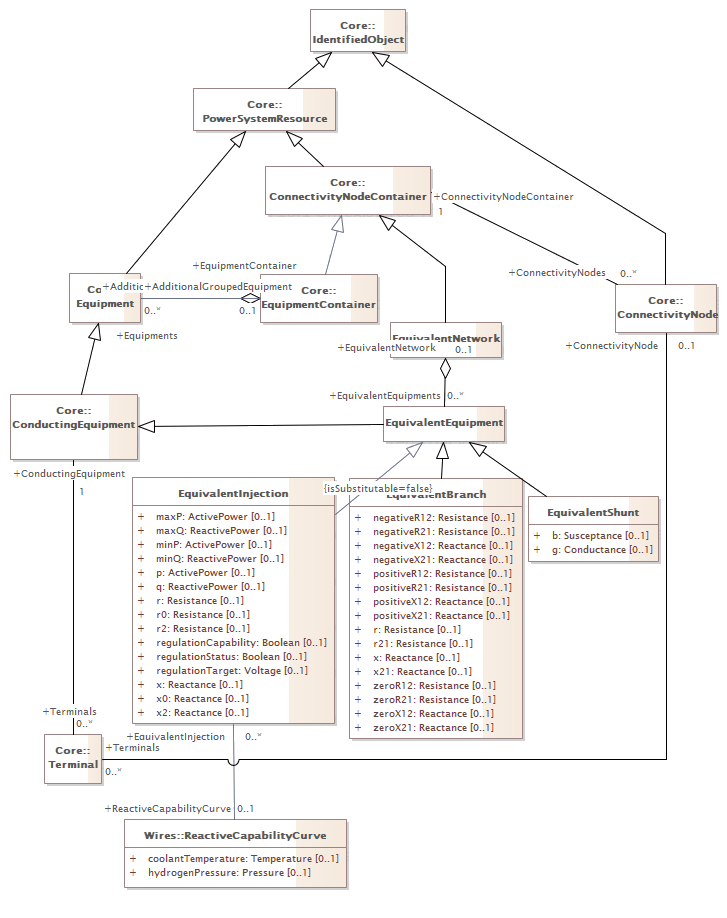 Core::
IdentifiedObject
Core::
PowerSystemResource
Core::
ConnectivityNodeContainer
+ConnectivityNodeContainer
1
+EquipmentContainer
+ConnectivityNodes 0..*
+AdditionalGroupedEquipment
Equipment
0..*
0..1
Core::
EquipmentContainer
Core::
ConnectivityNode
+Equipments
EquivalentNetwork
+EquivalentNetwork 0..1
+ConnectivityNode 0..1
+EquivalentEquipments 0..*
Core::
ConductingEquipment
EquivalentEquipment
+ConductingEquipment
1
{isSubstitutable=false}
EquivalentInjection
+ maxP: ActivePower [0..1]
+ maxQ: ReactivePower [0..1]
+ minP: ActivePower [0..1]
+ minQ: ReactivePower [0..1]
+ p: ActivePower [0..1]
+ q: ReactivePower [0..1]
+ r: Resistance [0..1]
+ r0: Resistance [0..1]
+ r2: Resistance [0..1]
+ regulationCapability: Boolean [0..1]
+ regulationStatus: Boolean [0..1]
+ regulationTarget: Voltage [0..1]
+ x: Reactance [0..1]
+ x0: Reactance [0..1]
+ x2: Reactance [0..1]
EquivalentBranch
+ negativeR12: Resistance [0..1]
+ negativeR21: Resistance [0..1]
+ negativeX12: Reactance [0..1]
+ negativeX21: Reactance [0..1]
+ positiveR12: Resistance [0..1]
+ positiveR21: Resistance [0..1]
+ positiveX12: Reactance [0..1]
+ positiveX21: Reactance [0..1]
+ r: Resistance [0..1]
+ r21: Resistance [0..1]
+ x: Reactance [0..1]
+ x21: Reactance [0..1]
+ zeroR12: Resistance [0..1]
+ zeroR21: Resistance [0..1]
+ zeroX12: Reactance [0..1]
+ zeroX21: Reactance [0..1]
EquivalentShunt
+ b: Susceptance [0..1]
+ g: Conductance [0..1]
+Terminals
0..*
Core::
Terminal
+Terminals
0..*
+EquivalentInjection 0..*
+ReactiveCapabilityCurve 0..1
Wires::ReactiveCapabilityCurve
+ coolantTemperature: Temperature [0..1]
+ hydrogenPressure: Pressure [0..1]